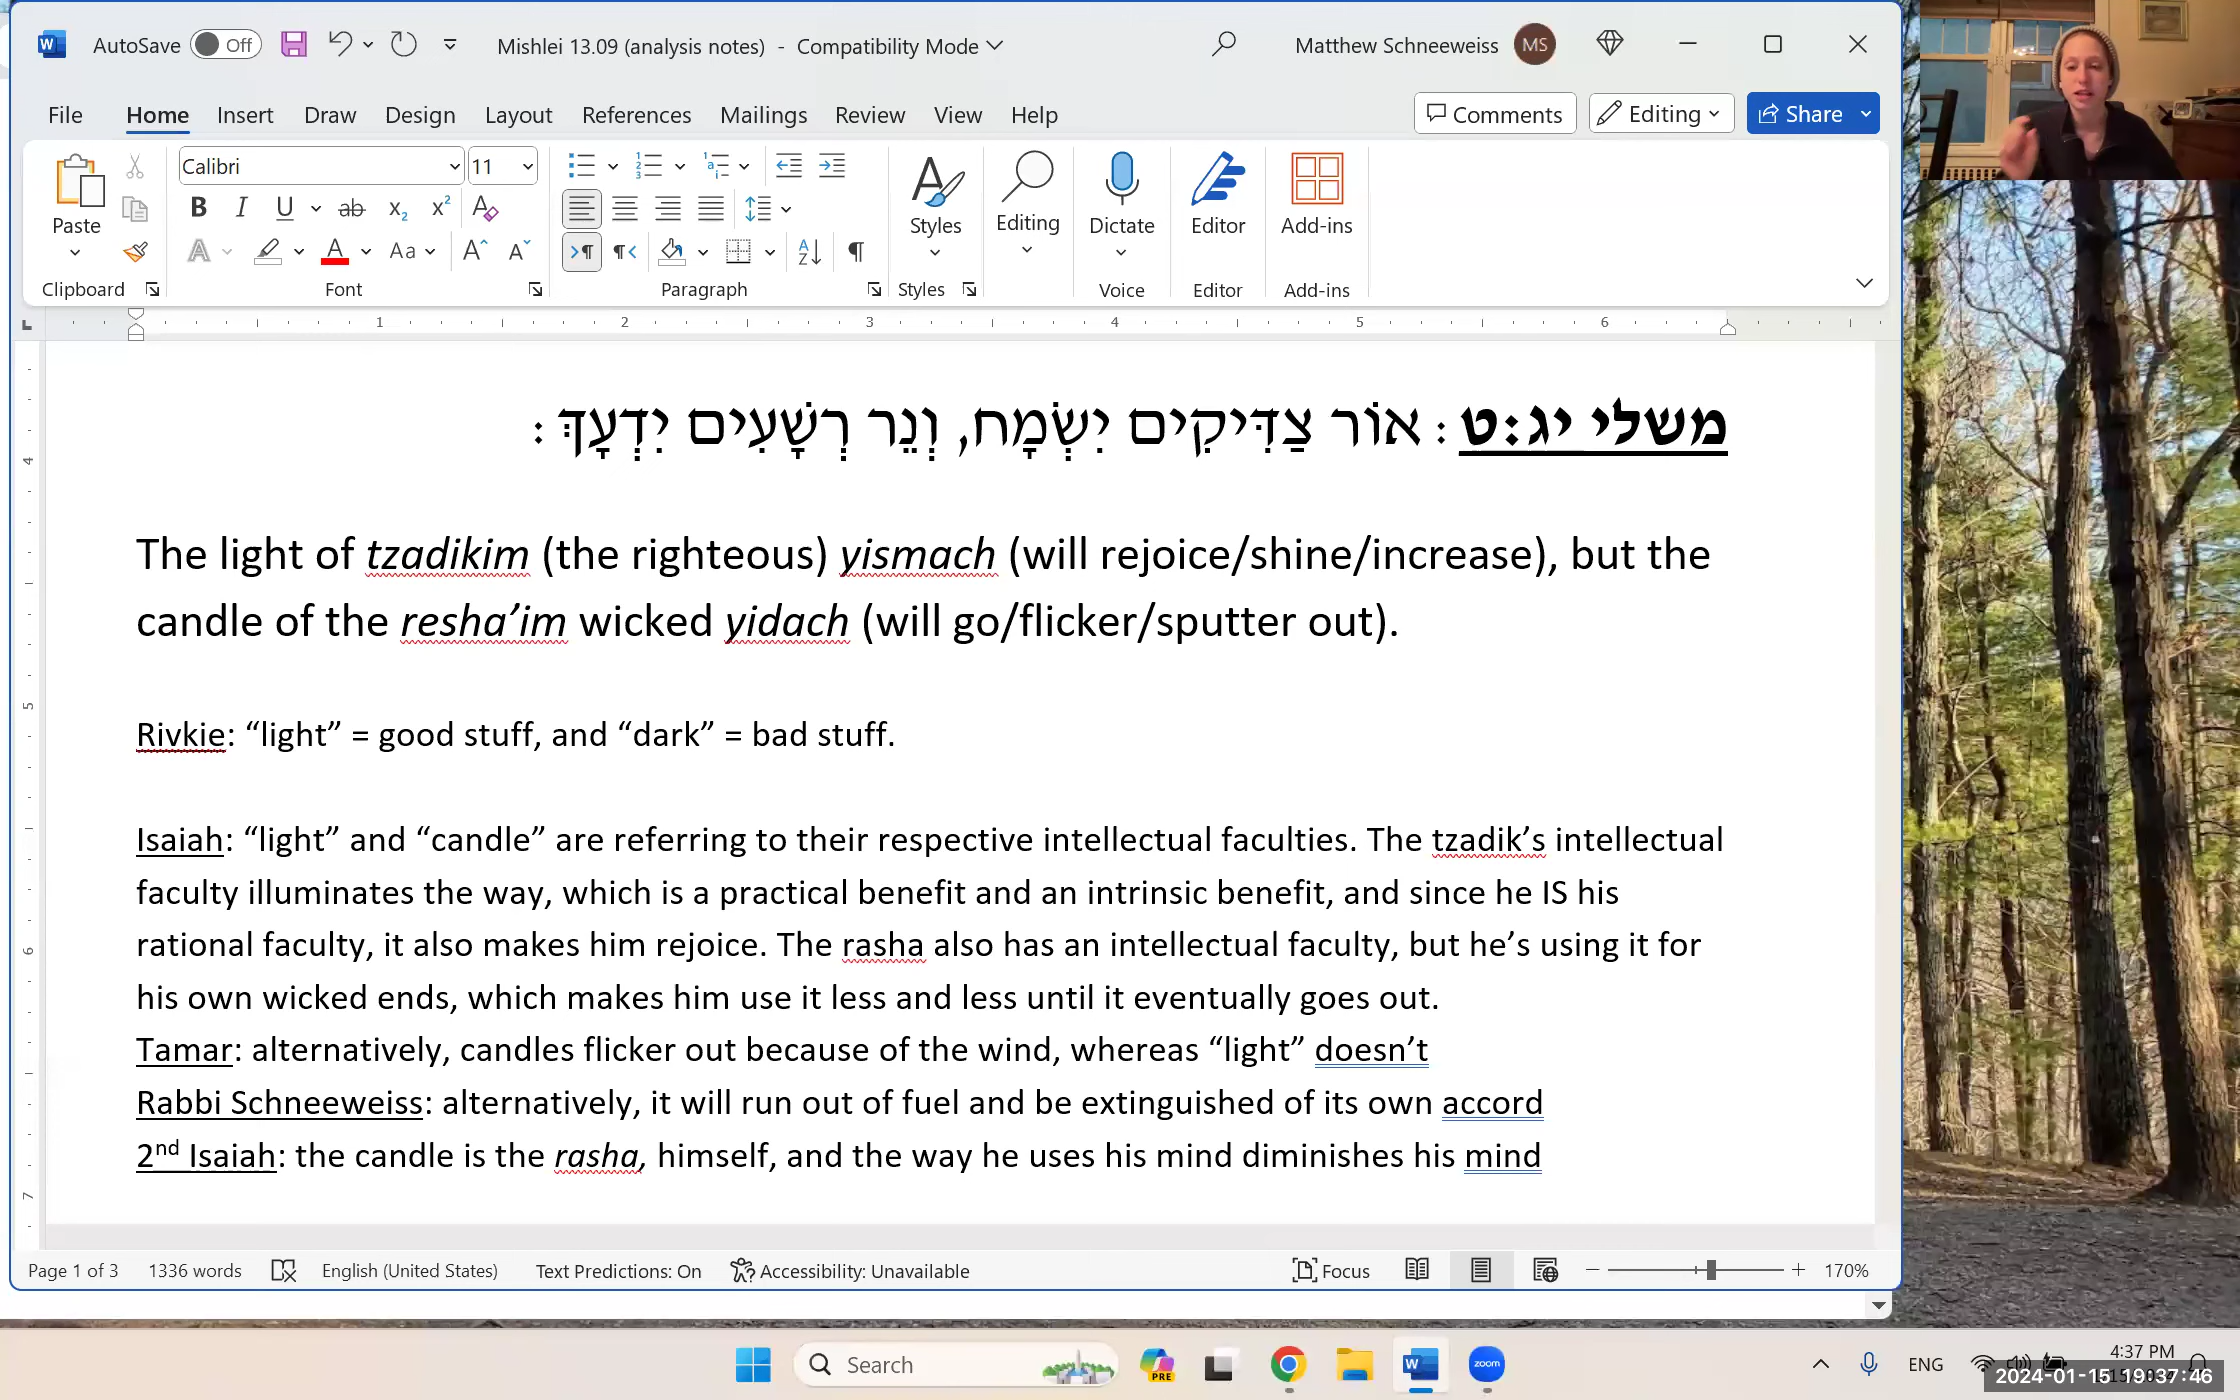 AutoSave Off Mishlei 13.09 (analysis notes) - Compatibility Mode Matthew Schneeweiss MS
File Home Insert Draw Design Layout References Mailings Review View Help Comments Editing Share
Calibri 11
Paste Styles Editing Dictate Editor Add-ins
Clipboard Font Paragraph Styles Voice Editor Add-ins
1 2 3 4 5 6
משלי יג:ט: אוֹר צַדִּיקִים יִשְׂמָח, וְנֵר רְשָׁעִים יִדְעָךְ:
The light of tzadikim (the righteous) yismach (will rejoice/shine/increase), but the
candle of the resha’im wicked yidach (will go/flicker/sputter out).
Rivkie: “light” = good stuff, and “dark” = bad stuff.
Isaiah: “light” and “candle” are referring to their respective intellectual faculties. The tzadik’s intellectual
faculty illuminates the way, which is a practical benefit and an intrinsic benefit, and since he IS his
rational faculty, it also makes him rejoice. The rasha also has an intellectual faculty, but he’s using it for
his own wicked ends, which makes him use it less and less until it eventually goes out.
Tamar: alternatively, candles flicker out because of the wind, whereas “light” doesn’t
Rabbi Schneeweiss: alternatively, it will run out of fuel and be extinguished of its own accord
2nd Isaiah: the candle is the rasha, himself, and the way he uses his mind diminishes his mind
Page 1 of 3 1336 words English (United States) Text Predictions: On Accessibility: Unavailable Focus 170%
Search PRE zoom ENG 4:37 PM
2024-01-15 19:37:46